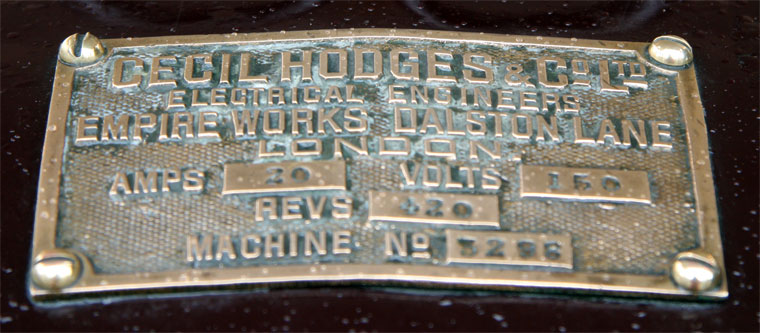 CECIL HODGES & CO LTD
ELECTRICAL ENGINEERS
EMPIRE WORKS DALSTON LANE
LONDON.
AMPS 20 VOLTS 150
REVS 420
MACHINE NO